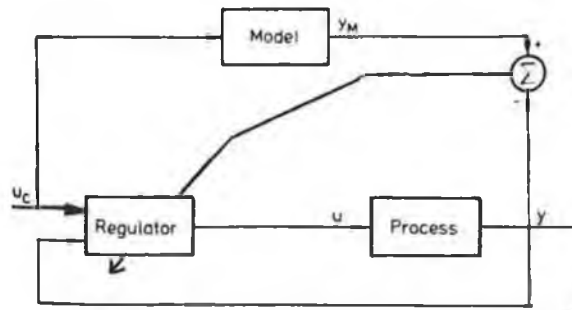 Model
y_M
+
Σ
-
u_c
Regulator
u
Process
y